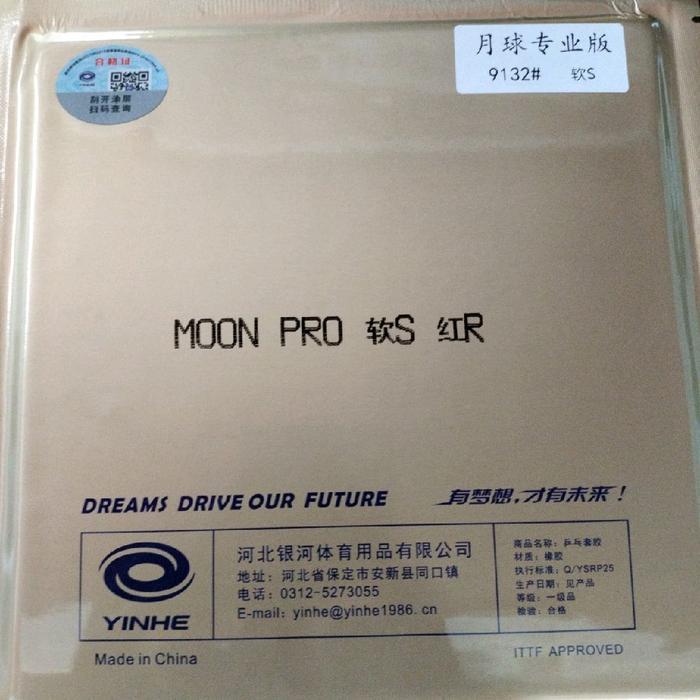 合格证
刮开涂层
扫码查询
月球专业版
9132# 软S
MOON PRO 软S 红R
DREAMS DRIVE OUR FUTURE
有梦想,才有未来!
YINHE
河北银河体育用品有限公司
地址: 河北省保定市安新县同口镇
电话: 0312-5273055
E-mail: yinhe@yinhe1986.cn
商品名称: 乒乓套胶
材质: 橡胶
执行标准: Q/YSRP25
生产日期: 见产品
等级: 一级品
检验: 合格
Made in China
ITTF APPROVED